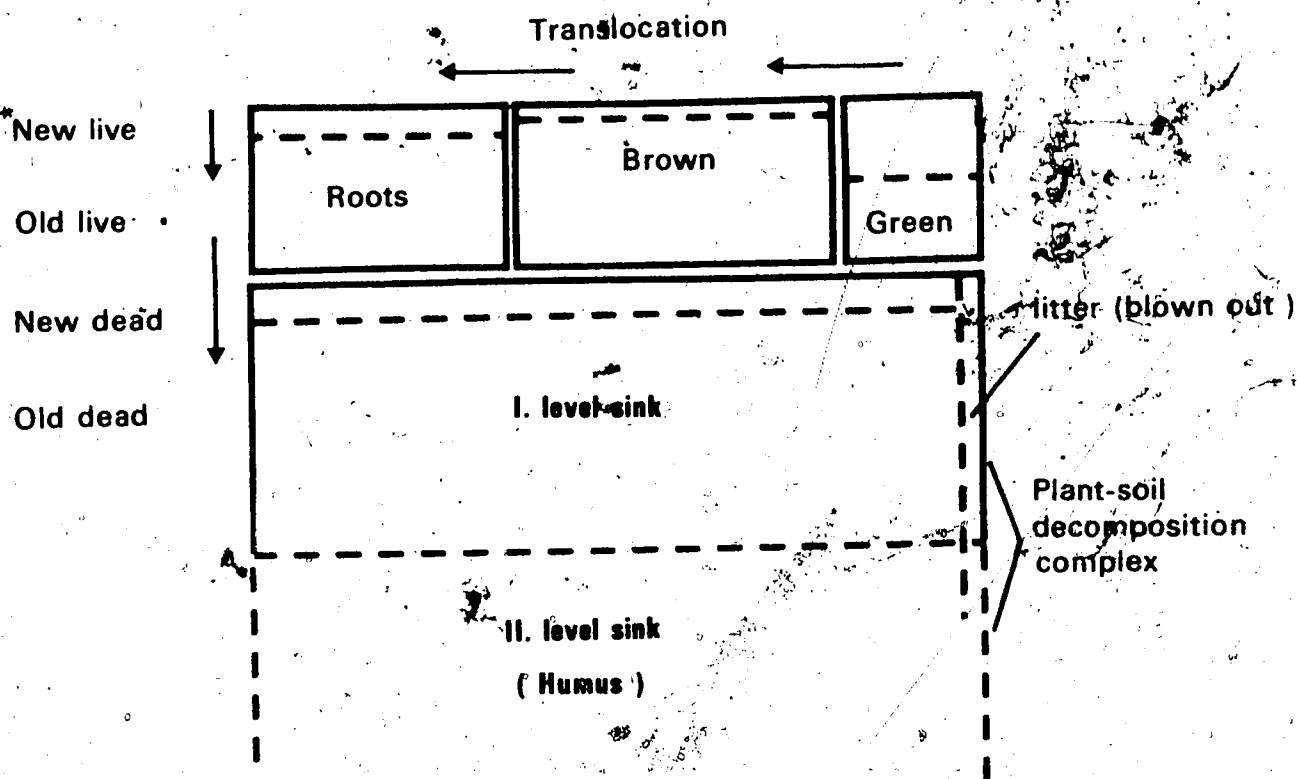 Translocation
New live
Brown
Roots
Old live
Green
New dead
litter (blown out )
I. level sink
Old dead
Plant-soil
decomposition
complex
II. level sink
( Humus )